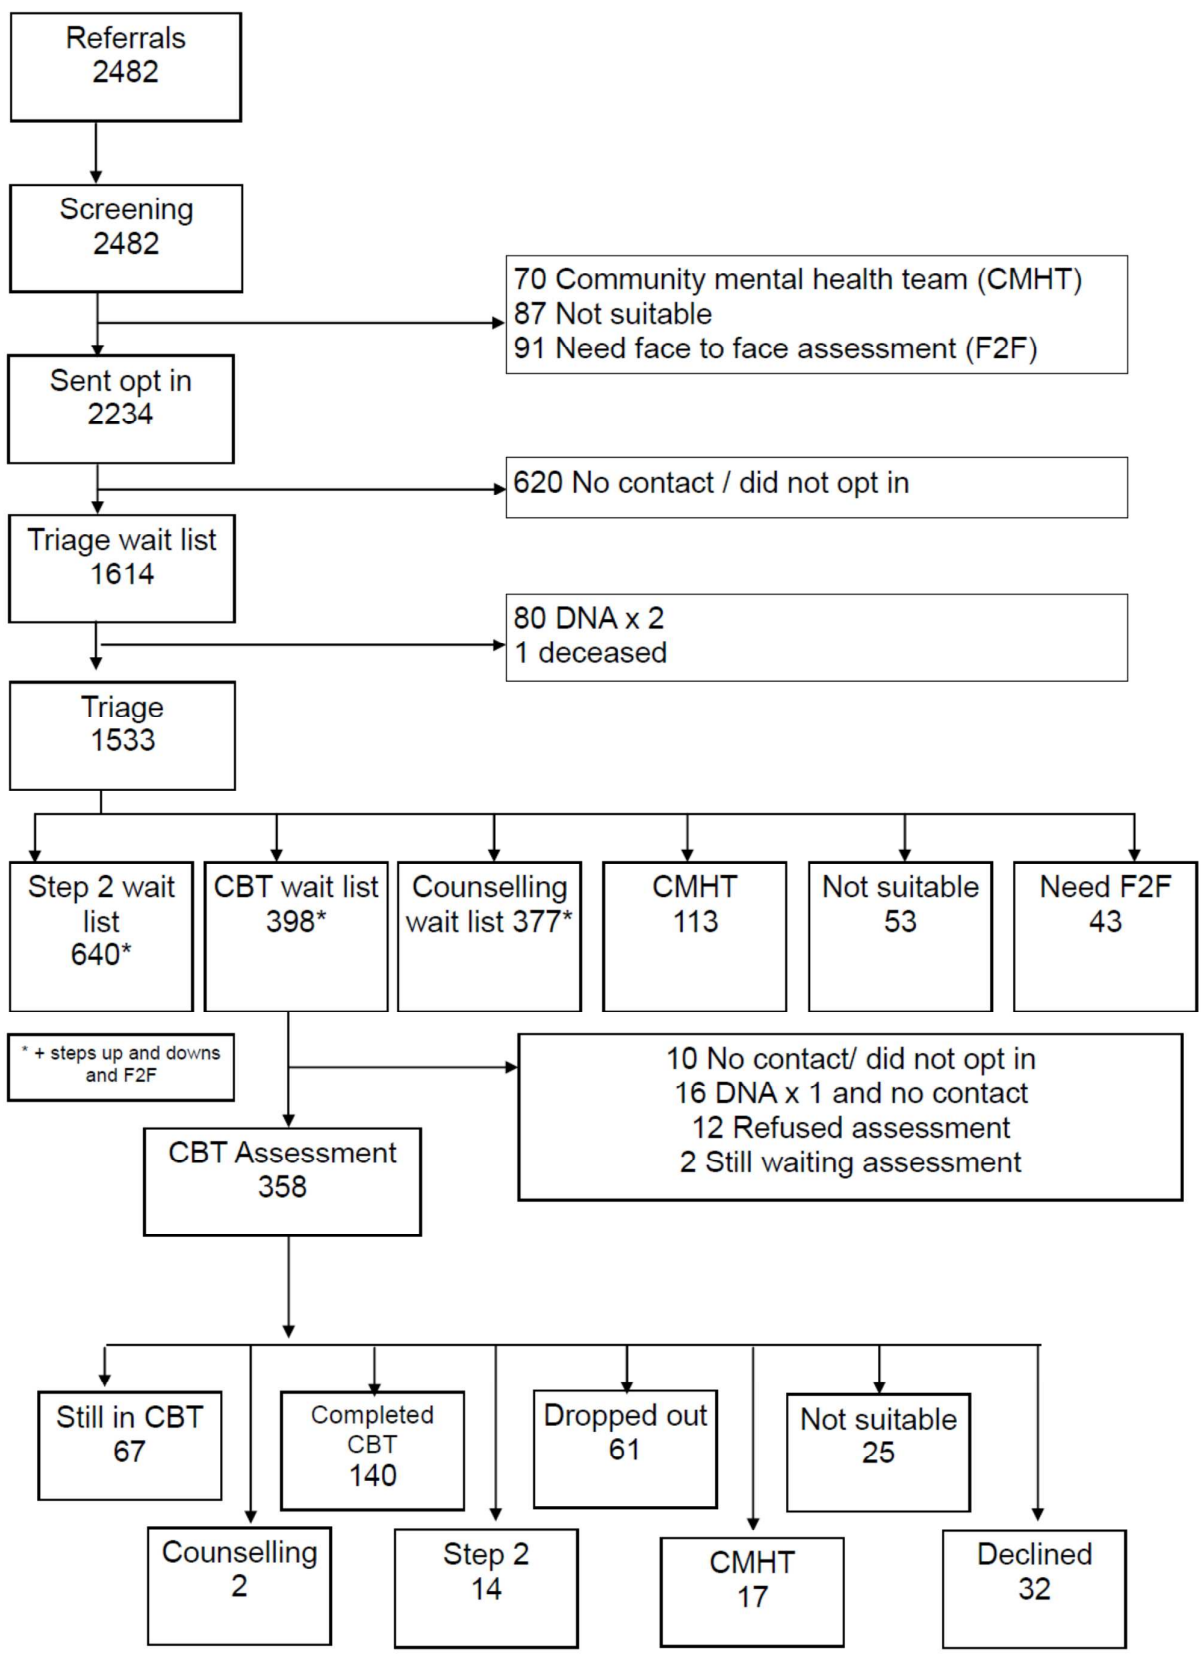 Referrals
2482
Screening
2482
70 Community mental health team (CMHT)
87 Not suitable
91 Need face to face assessment (F2F)
Sent opt in
2234
620 No contact / did not opt in
Triage wait list
1614
80 DNA x 2
1 deceased
Triage
1533
Step 2 wait
list
640*
CBT wait list
398*
Counselling
wait list 377*
CMHT
113
Not suitable
53
Need F2F
43
* + steps up and downs
and F2F
10 No contact/ did not opt in
16 DNA x 1 and no contact
12 Refused assessment
2 Still waiting assessment
CBT Assessment
358
Still in CBT
67
Completed
CBT
140
Dropped out
61
Not suitable
25
Counselling
2
Step 2
14
CMHT
17
Declined
32